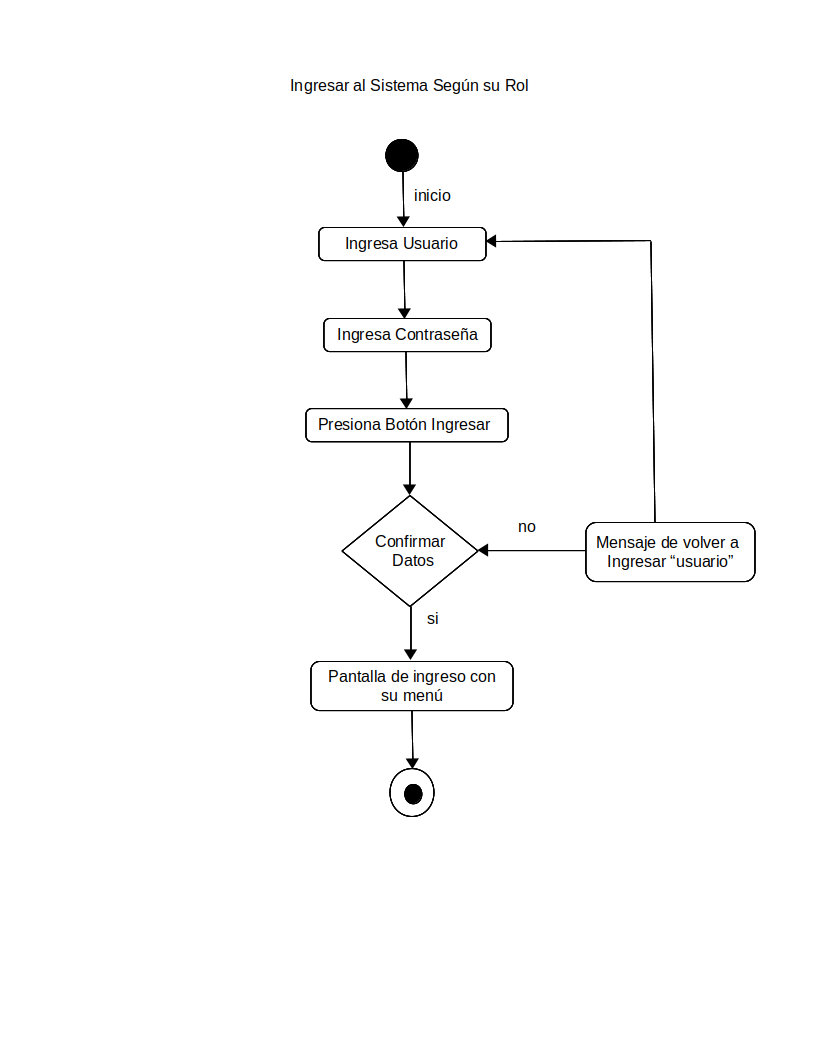 Ingresar al Sistema Según su Rol
inicio
Ingresa Usuario
Ingresa Contraseña
Presiona Botón Ingresar
Confirmar
Datos
no
Mensaje de volver a
Ingresar “usuario”
si
Pantalla de ingreso con
su menú